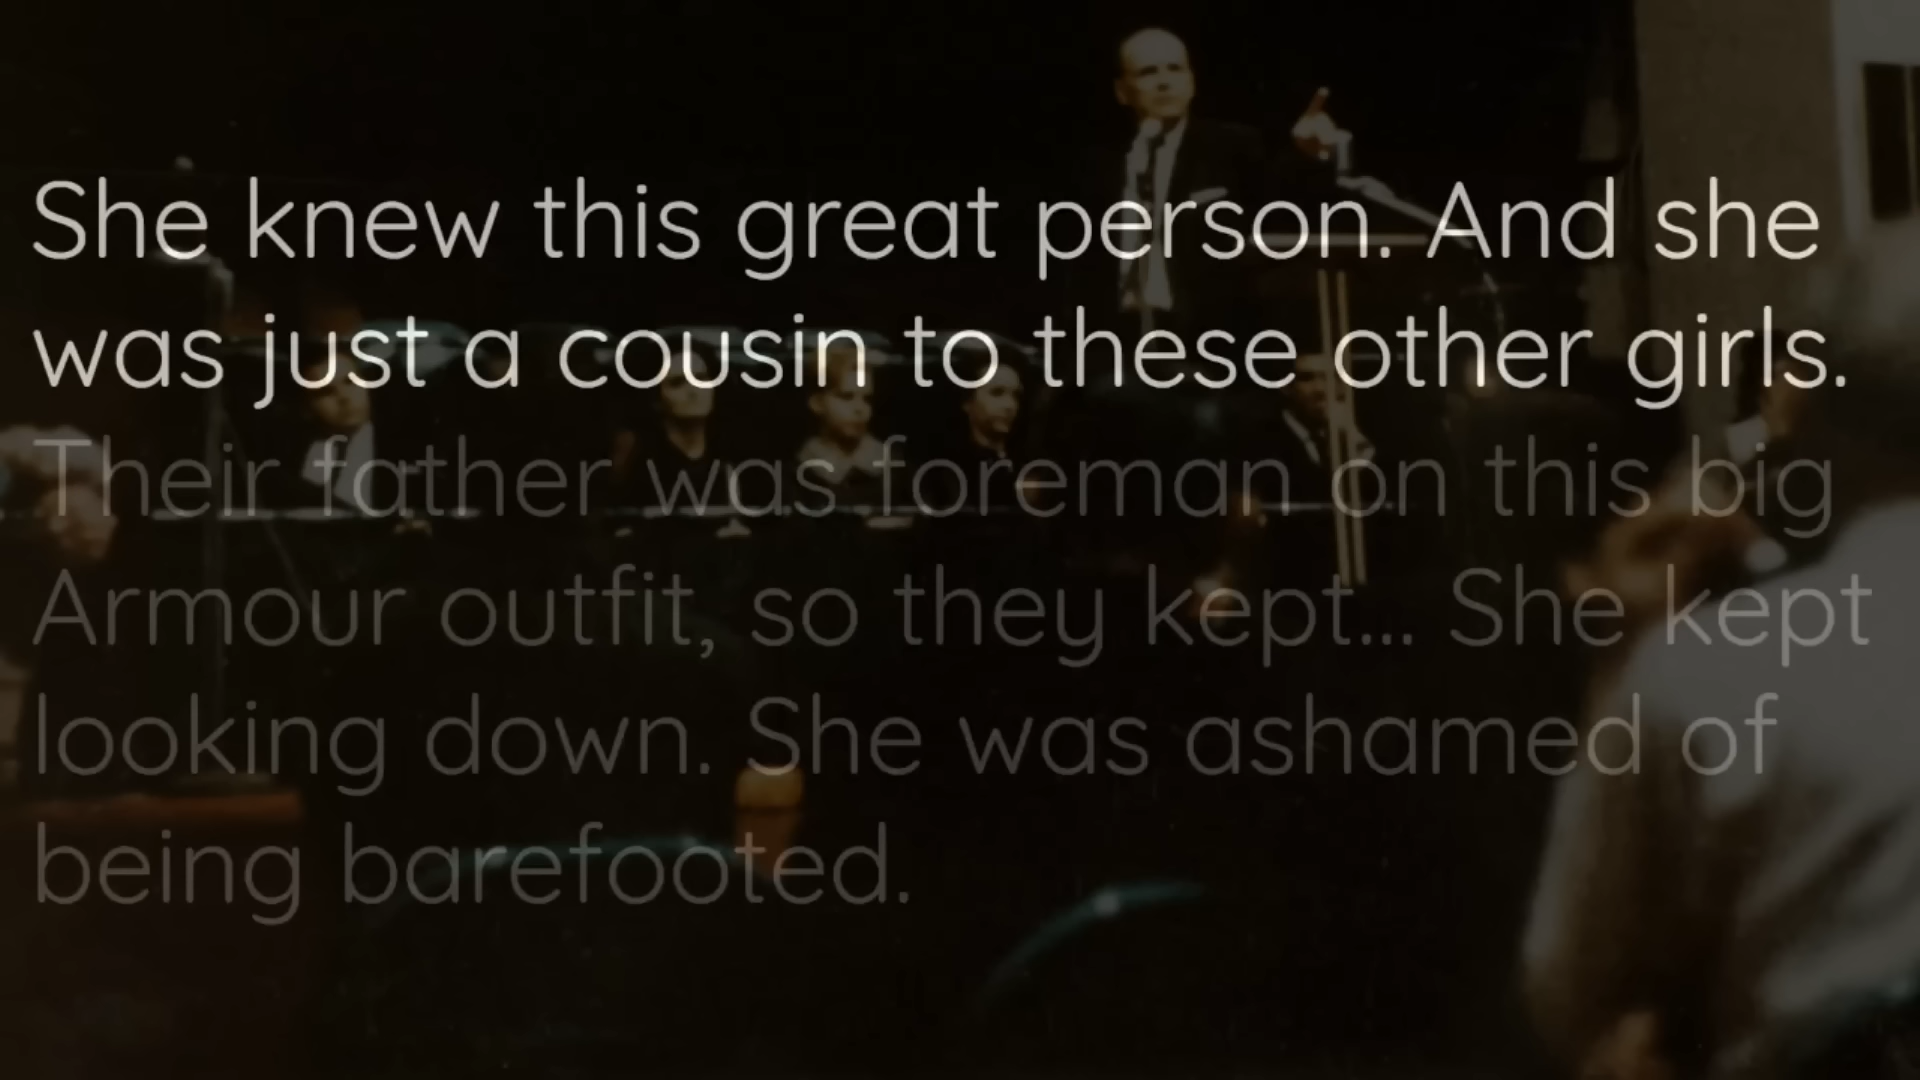 She knew this great person. And she
was just a cousin to these other girls.
Their father was foreman on this big
Armour outfit, so they kept... She kept
looking down. She was ashamed of
being barefooted.